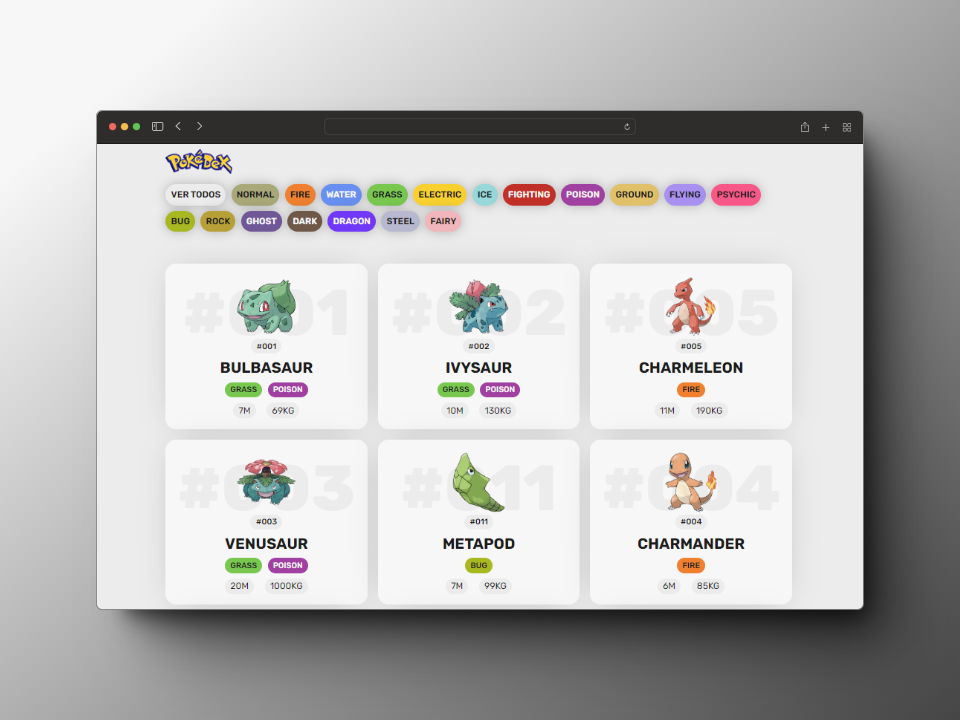 PokéDex
VER TODOS NORMAL FIRE WATER GRASS ELECTRIC ICE FIGHTING POISON GROUND FLYING PSYCHIC
BUG ROCK GHOST DARK DRAGON STEEL FAIRY
#001
#001
BULBASAUR
GRASS POISON
7M 69KG
#002
#002
IVYSAUR
GRASS POISON
10M 130KG
#005
#005
CHARMELEON
FIRE
11M 190KG
#003
#003
VENUSAUR
GRASS POISON
20M 1000KG
#011
#011
METAPOD
BUG
7M 99KG
#004
#004
CHARMANDER
FIRE
6M 85KG